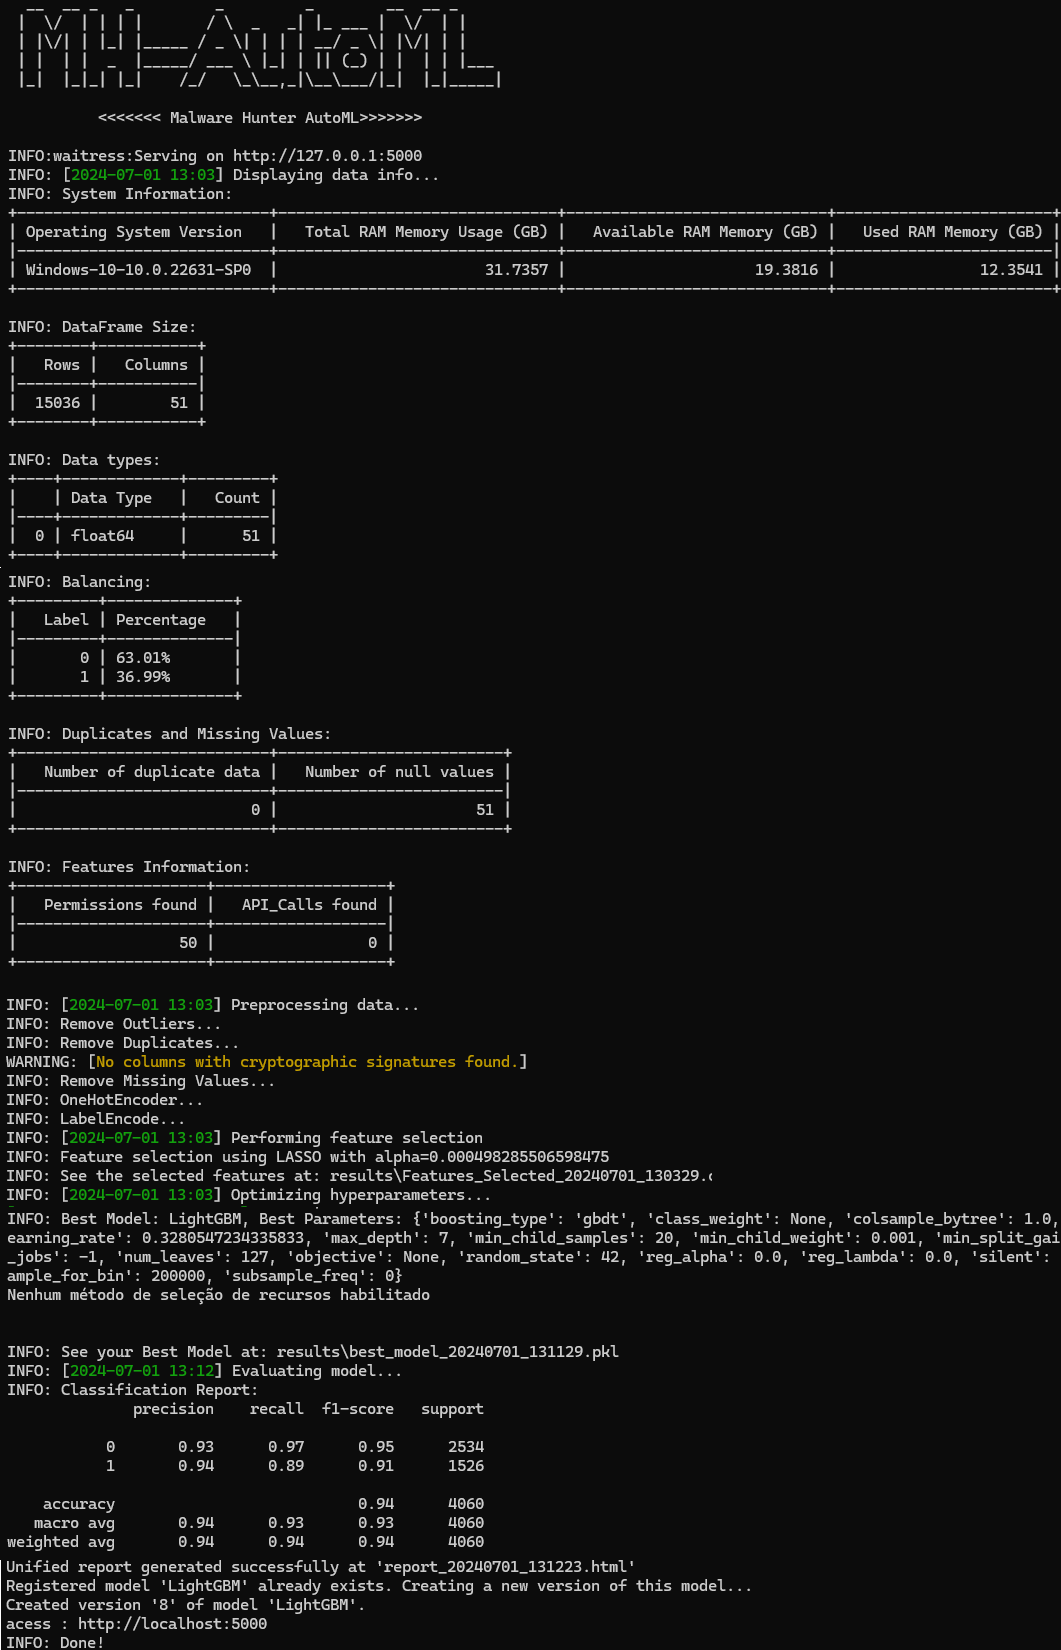 MH-AutoML
<<<<<<< Malware Hunter AutoML>>>>>>>
INFO:waitress:Serving on http://127.0.0.1:5000
INFO: [2024-07-01 13:03] Displaying data info...
INFO: System Information:
| Operating System Version | Total RAM Memory Usage (GB) | Available RAM Memory (GB) | Used RAM Memory (GB) |
| Windows-10-10.0.22631-SP0 | 31.7357 | 19.3816 | 12.3541 |
INFO: DataFrame Size:
| Rows | Columns |
| 15036 | 51 |
INFO: Data types:
| | Data Type | Count |
| 0 | float64 | 51 |
INFO: Balancing:
| Label | Percentage |
| 0 | 63.01% |
| 1 | 36.99% |
INFO: Duplicates and Missing Values:
| Number of duplicate data | Number of null values |
| 0 | 51 |
INFO: Features Information:
| Permissions found | API_Calls found |
| 50 | 0 |
INFO: [2024-07-01 13:03] Preprocessing data...
INFO: Remove Outliers...
INFO: Remove Duplicates...
WARNING: [No columns with cryptographic signatures found.]
INFO: Remove Missing Values...
INFO: OneHotEncoder...
INFO: LabelEncode...
INFO: [2024-07-01 13:03] Performing feature selection
INFO: Feature selection using LASSO with alpha=0.000498285506598475
INFO: See the selected features at: results\Features_Selected_20240701_130329.c
INFO: [2024-07-01 13:03] Optimizing hyperparameters...
INFO: Best Model: LightGBM, Best Parameters: {'boosting_type': 'gbdt', 'class_weight': None, 'colsample_bytree': 1.0,
earning_rate': 0.3280547234335833, 'max_depth': 7, 'min_child_samples': 20, 'min_child_weight': 0.001, 'min_split_gai
_jobs': -1, 'num_leaves': 127, 'objective': None, 'random_state': 42, 'reg_alpha': 0.0, 'reg_lambda': 0.0, 'silent':
ample_for_bin': 200000, 'subsample_freq': 0}
Nenhum método de seleção de recursos habilitado
INFO: See your Best Model at: results\best_model_20240701_131129.pkl
INFO: [2024-07-01 13:12] Evaluating model...
INFO: Classification Report:
precision recall f1-score support
0 0.93 0.97 0.95 2534
1 0.94 0.89 0.91 1526
accuracy 0.94 4060
macro avg 0.94 0.93 0.93 4060
weighted avg 0.94 0.94 0.94 4060
Unified report generated successfully at 'report_20240701_131223.html'
Registered model 'LightGBM' already exists. Creating a new version of this model...
Created version '8' of model 'LightGBM'.
acess : http://localhost:5000
INFO: Done!